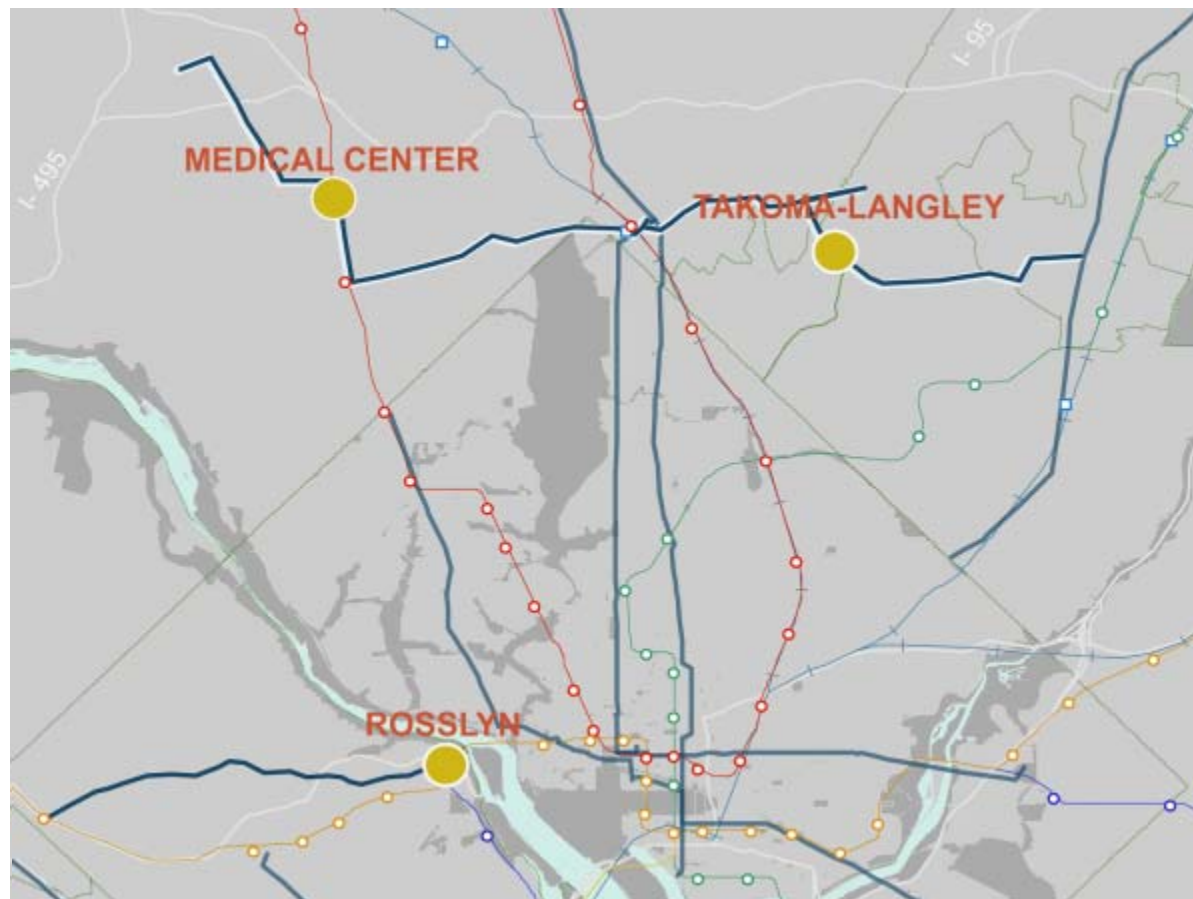 I- 95
MEDICAL CENTER
I- 495
TAKOMA-LANGLEY
ROSSLYN